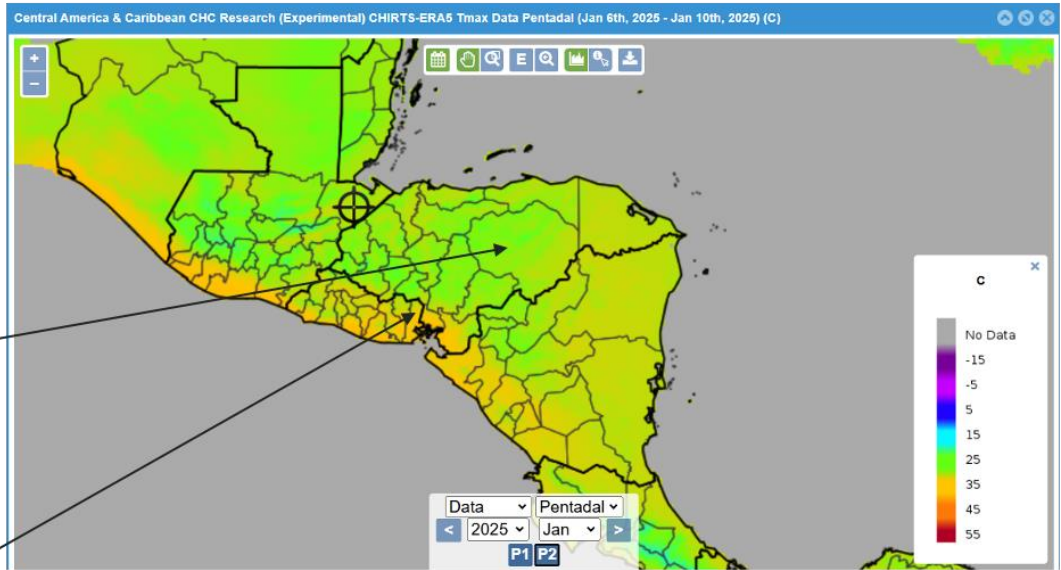 Central America & Caribbean CHC Research (Experimental) CHIRTS-ERA5 Tmax Data Pentadal (Jan 6th, 2025 - Jan 10th, 2025) (C)
+
E
−
C
No Data
-15
-5
5
15
25
35
45
55
Data Pentadal
< 2025 Jan >
P1 P2